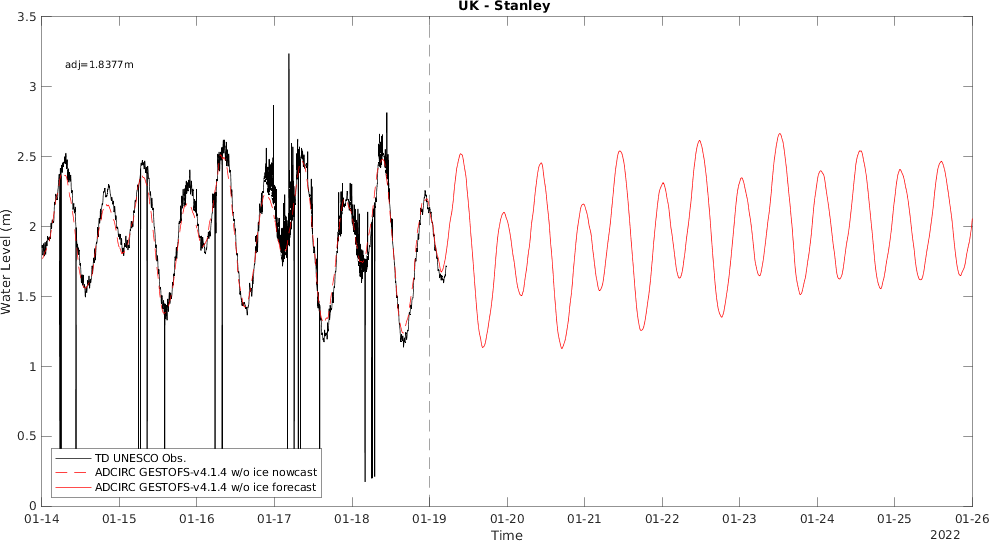 UK - Stanley
3.5
3
2.5
2
1.5
1
0.5
0
Water Level (m)
adj=1.8377m
TD UNESCO Obs.
ADCIRC GESTOFS-v4.1.4 w/o ice nowcast
ADCIRC GESTOFS-v4.1.4 w/o ice forecast
01-14 01-15 01-16 01-17 01-18 01-19 01-20 01-21 01-22 01-23 01-24 01-25 01-26
Time
2022